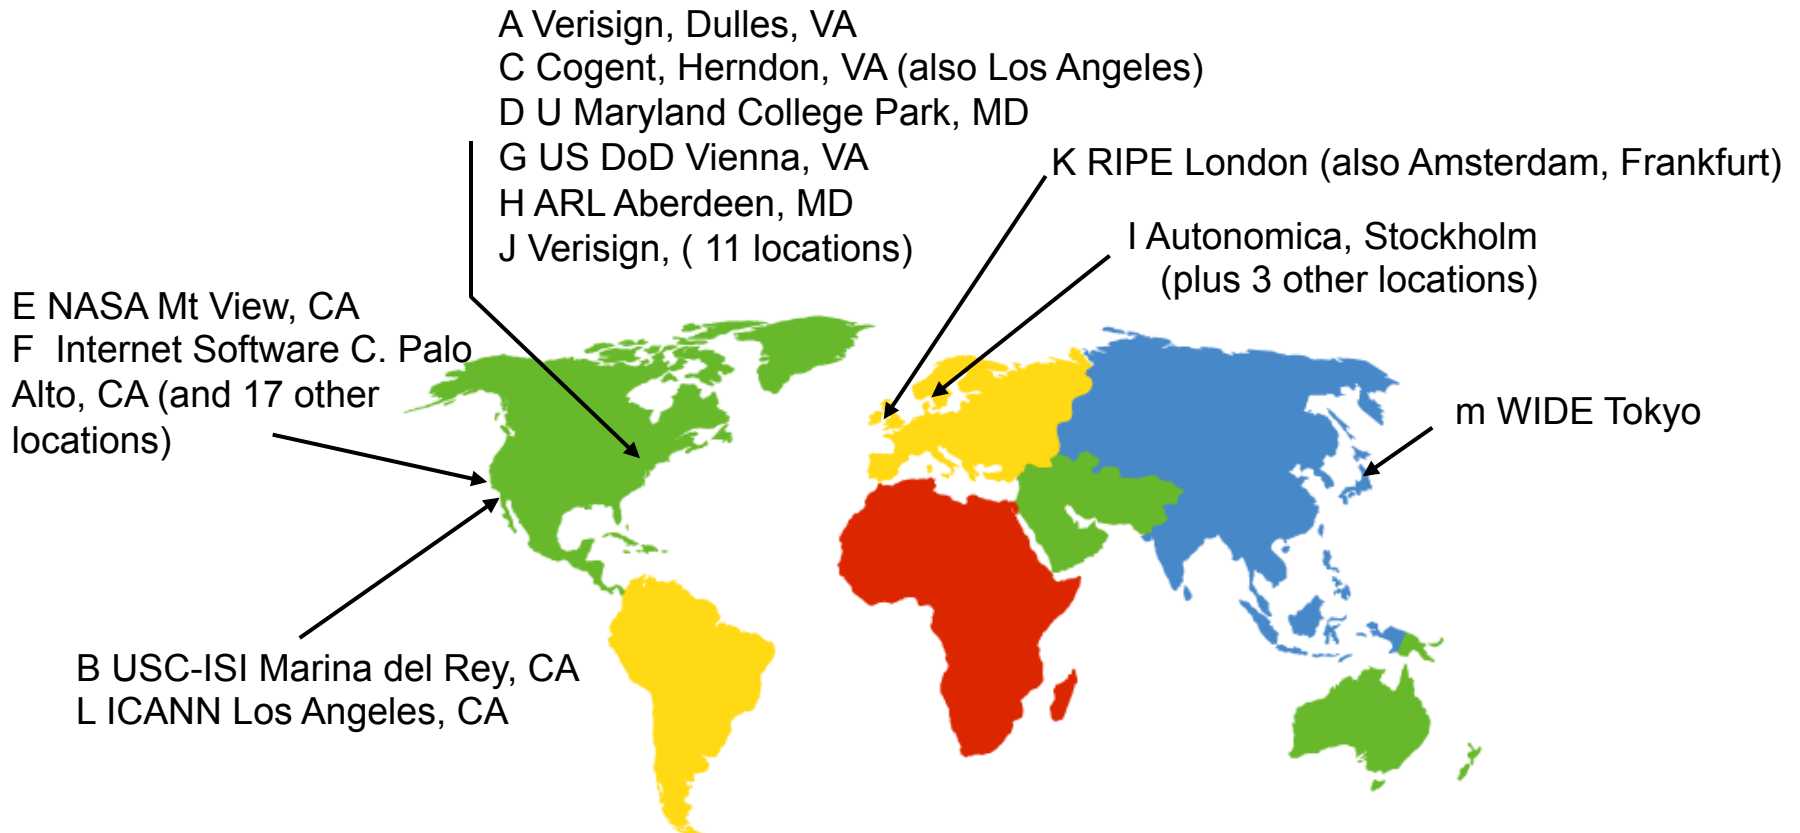 A Verisign, Dulles, VA
C Cogent, Herndon, VA (also Los Angeles)
D U Maryland College Park, MD
G US DoD Vienna, VA
H ARL Aberdeen, MD
J Verisign, ( 11 locations)
K RIPE London (also Amsterdam, Frankfurt)
I Autonomica, Stockholm
(plus 3 other locations)
E NASA Mt View, CA
F Internet Software C. Palo
Alto, CA (and 17 other
locations)
m WIDE Tokyo
B USC-ISI Marina del Rey, CA
L ICANN Los Angeles, CA